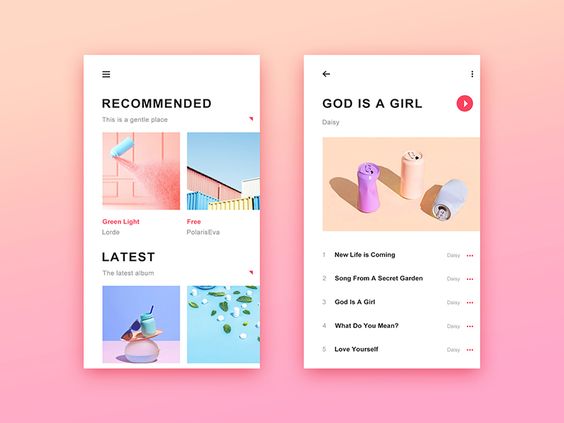 RECOMMENDED
This is a gentle place
Green Light
Lorde
Free
PolarisEva
LATEST
The latest album
GOD IS A GIRL
Daisy
1 New Life is Coming Daisy
2 Song From A Secret Garden Daisy
3 God Is A Girl Daisy
4 What Do You Mean? Daisy
5 Love Yourself Daisy